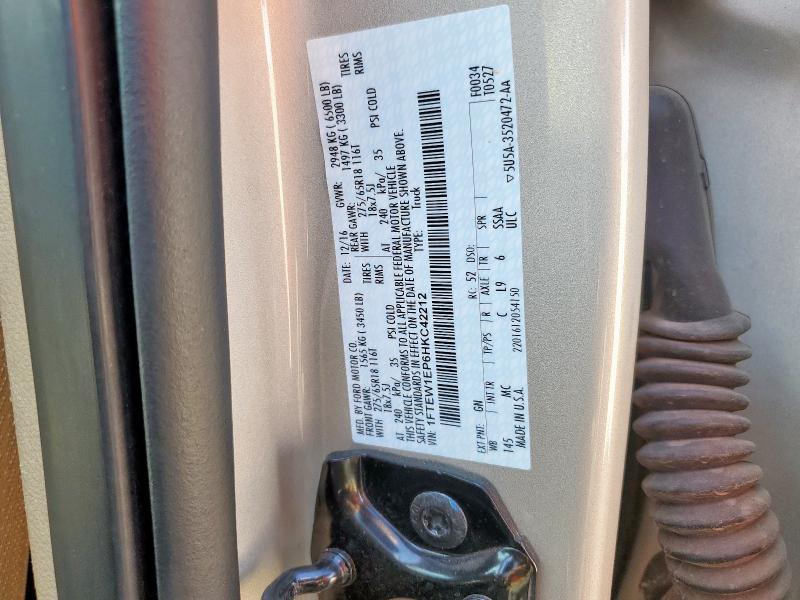 MFD. BY FORD MOTOR CO.
DATE: 12/16 GVWR: 2948 KG ( 6500 LB)
FRONT GAWR: 1565 KG ( 3450 LB) REAR GAWR: 1497 KG ( 3300 LB)
WITH 275/65R18 116T TIRES WITH 275/65R18 116T TIRES
18x7.5J RIMS 18x7.5J RIMS
AT 240 kPa/ 35 PSI COLD AT 240 kPa/ 35 PSI COLD
THIS VEHICLE CONFORMS TO ALL APPLICABLE FEDERAL MOTOR VEHICLE
SAFETY STANDARDS IN EFFECT ON THE DATE OF MANUFACTURE SHOWN ABOVE.
VIN: 1FTEW1EP6HKC42212 TYPE: Truck
EXT PNT: GN RC: 52 DSO: F0034
WB INT TR TP/PS R AXLE TR SPR T0527
145 MC C L9 6 SSAA
MADE IN U.S.A. 2201612054150 ULC ▽5U5A-3520472-AA